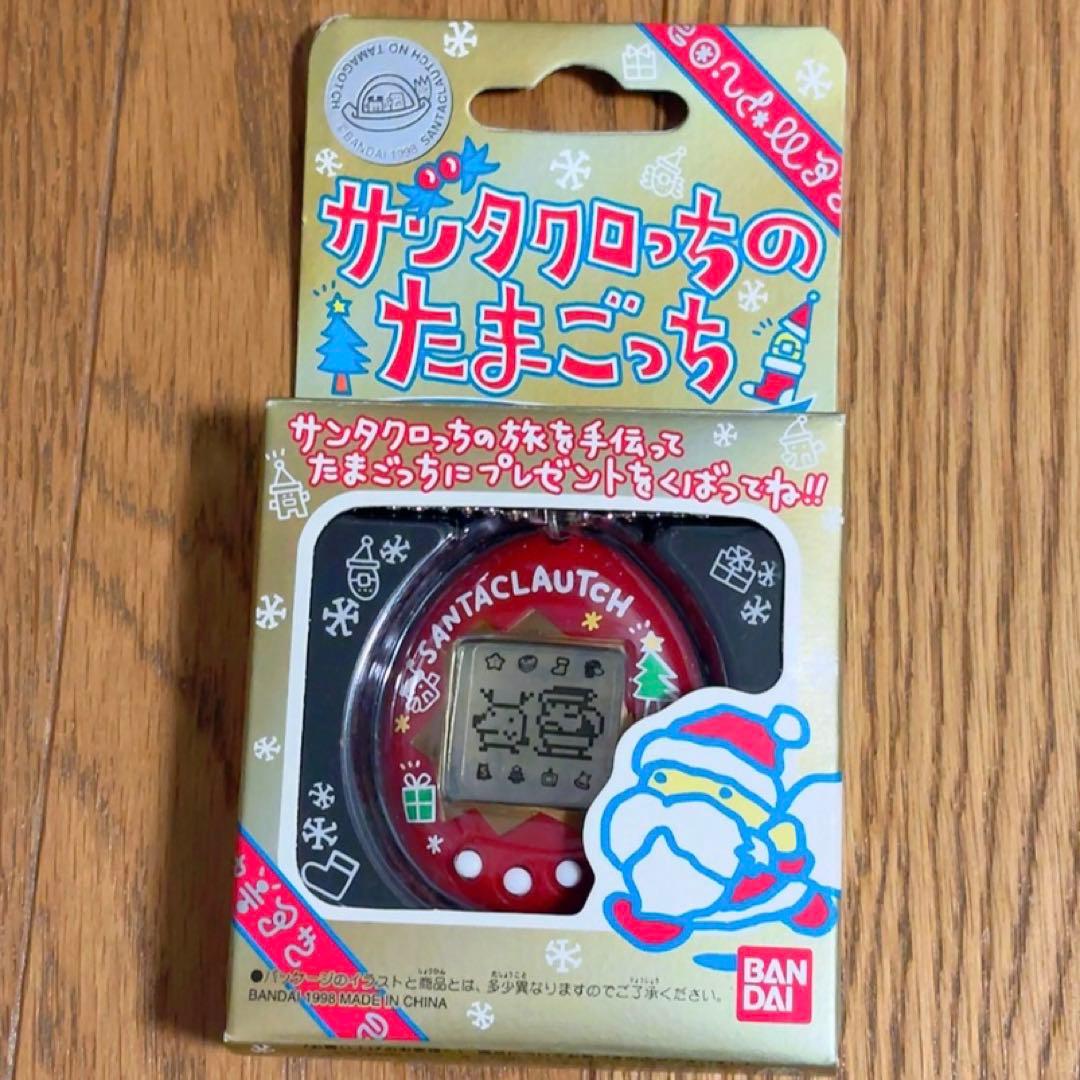 SANTACLAUTCH NO TAMAGOTCH
© BANDAI 1998
サンタクロっちの
たまごっち
サンタクロっちの旅を手伝って
たまごっちにプレゼントをくばってね!!
SANTACLAUTCH
●パッケージのイラストと商品とは、多少異なりますのでご了承ください。
BANDAI 1998 MADE IN CHINA
BAN
DAI